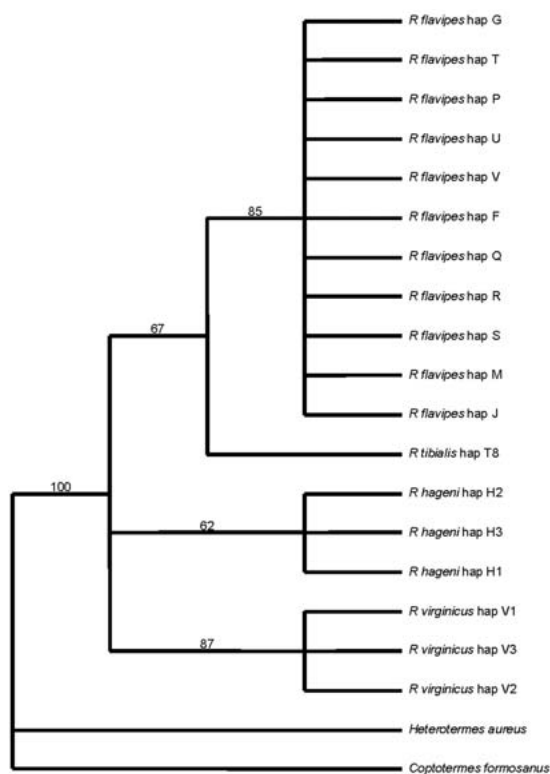 R flavipes hap G
R flavipes hap T
R flavipes hap P
R flavipes hap U
R flavipes hap V
85
R flavipes hap F
R flavipes hap Q
R flavipes hap R
R flavipes hap S
67
R flavipes hap M
R flavipes hap J
R tibialis hap T8
100
R hageni hap H2
62
R hageni hap H3
R hageni hap H1
R virginicus hap V1
87
R virginicus hap V3
R virginicus hap V2
Heterotermes aureus
Coptotermes formosanus